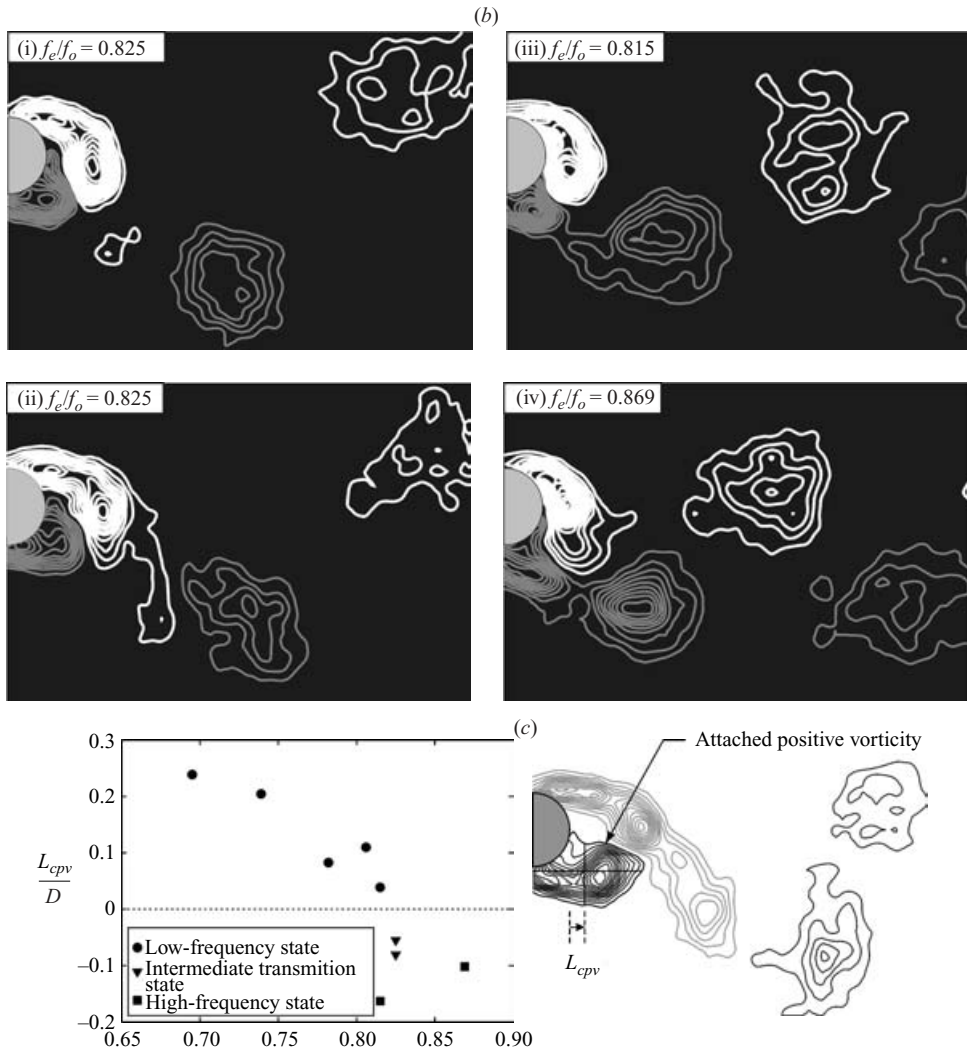 (b)
(i) fe/fo = 0.825
(iii) fe/fo = 0.815
(ii) fe/fo = 0.825
(iv) fe/fo = 0.869
(c)
0.3
0.2
0.1
0
–0.1
–0.2
Lcpv
D
Low-frequency state
Intermediate transmition
state
High-frequency state
0.65 0.70 0.75 0.80 0.85 0.90
Attached positive vorticity
Lcpv